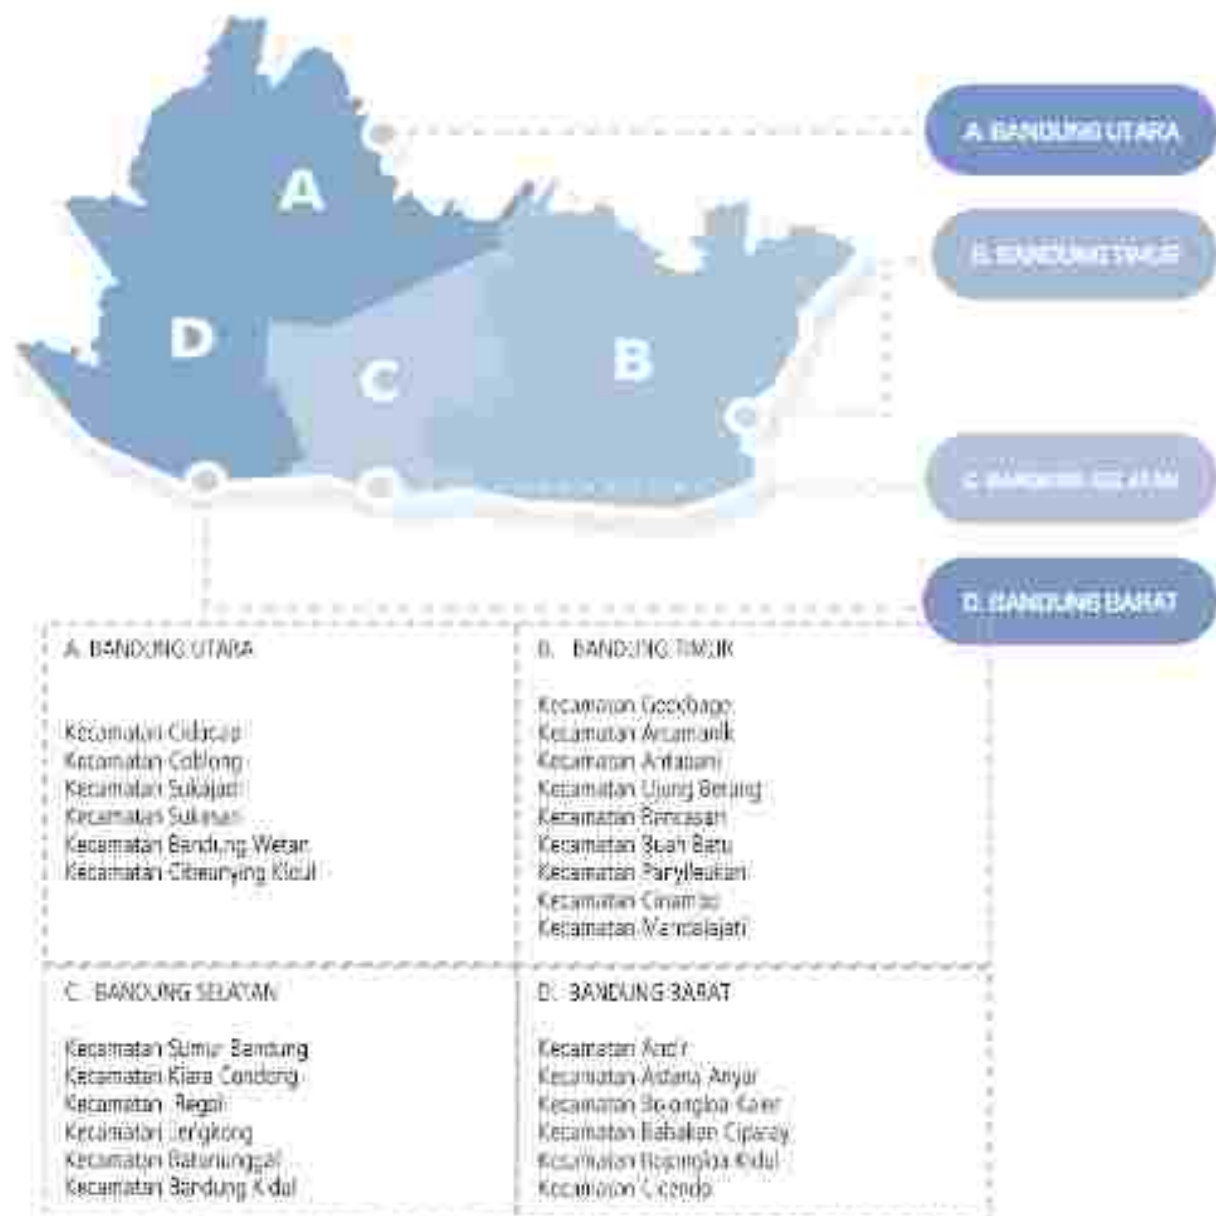 A
D
C
B
A. BANDUNG UTARA
B. BANDUNG TIMUR
C. BANDUNG SELATAN
D. BANDUNG BARAT
A. BANDUNG UTARA
Kecamatan Cidadap
Kecamatan Coblong
Kecamatan Sukajadi
Kecamatan Sukasari
Kecamatan Bandung Wetan
Kecamatan Cibeunying Kidul
B. BANDUNG TIMUR
Kecamatan Gedebage
Kecamatan Arcamanik
Kecamatan Antapani
Kecamatan Ujung Berung
Kecamatan Rancasari
Kecamatan Buah Batu
Kecamatan Panyileukan
Kecamatan Cinambo
Kecamatan Mandalajati
C. BANDUNG SELATAN
Kecamatan Sumur Bandung
Kecamatan Kiara Condong
Kecamatan Regol
Kecamatan Lengkong
Kecamatan Batununggal
Kecamatan Bandung Kidul
D. BANDUNG BARAT
Kecamatan Andir
Kecamatan Astana Anyar
Kecamatan Bojongloa Kaler
Kecamatan Babakan Ciparay
Kecamatan Bojongloa Kidul
Kecamatan Cicendo